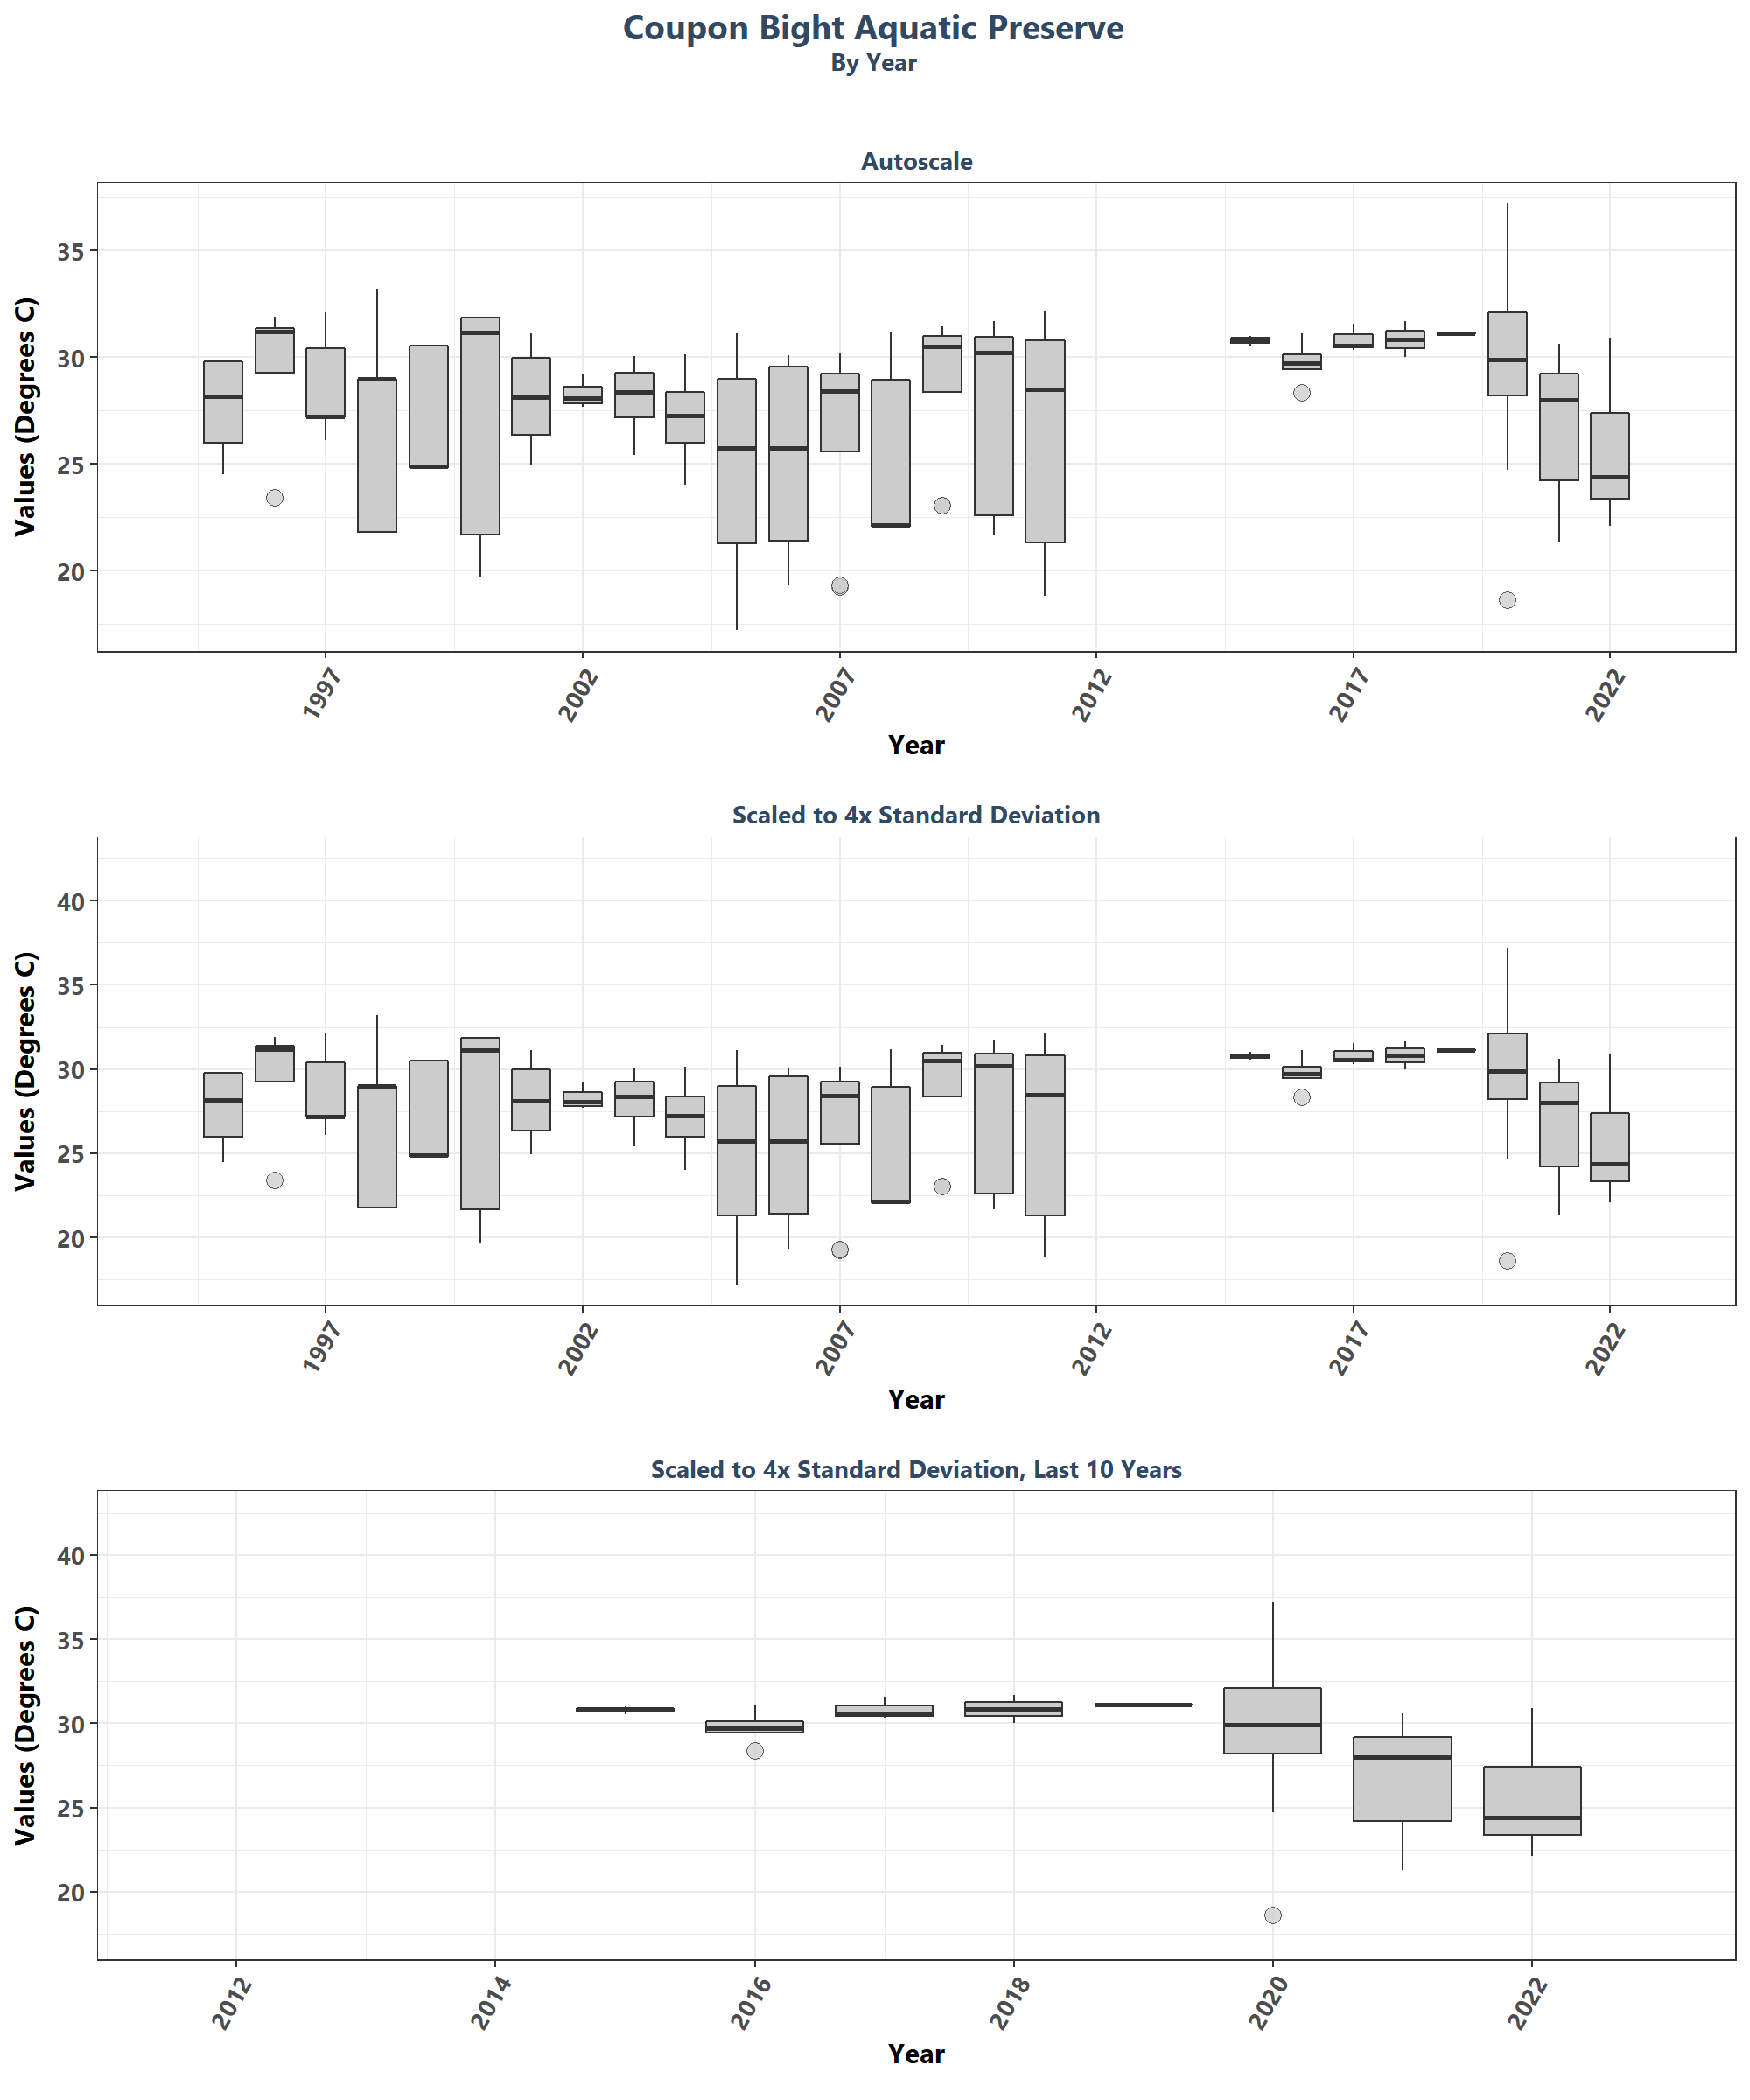 Coupon Bight Aquatic Preserve
By Year
Autoscale
Values (Degrees C)
35
30
25
20
1997
2002
2007
2012
2017
2022
Year
Scaled to 4x Standard Deviation
Values (Degrees C)
40
35
30
25
20
1997
2002
2007
2012
2017
2022
Year
Scaled to 4x Standard Deviation, Last 10 Years
Values (Degrees C)
40
35
30
25
20
2012
2014
2016
2018
2020
2022
Year